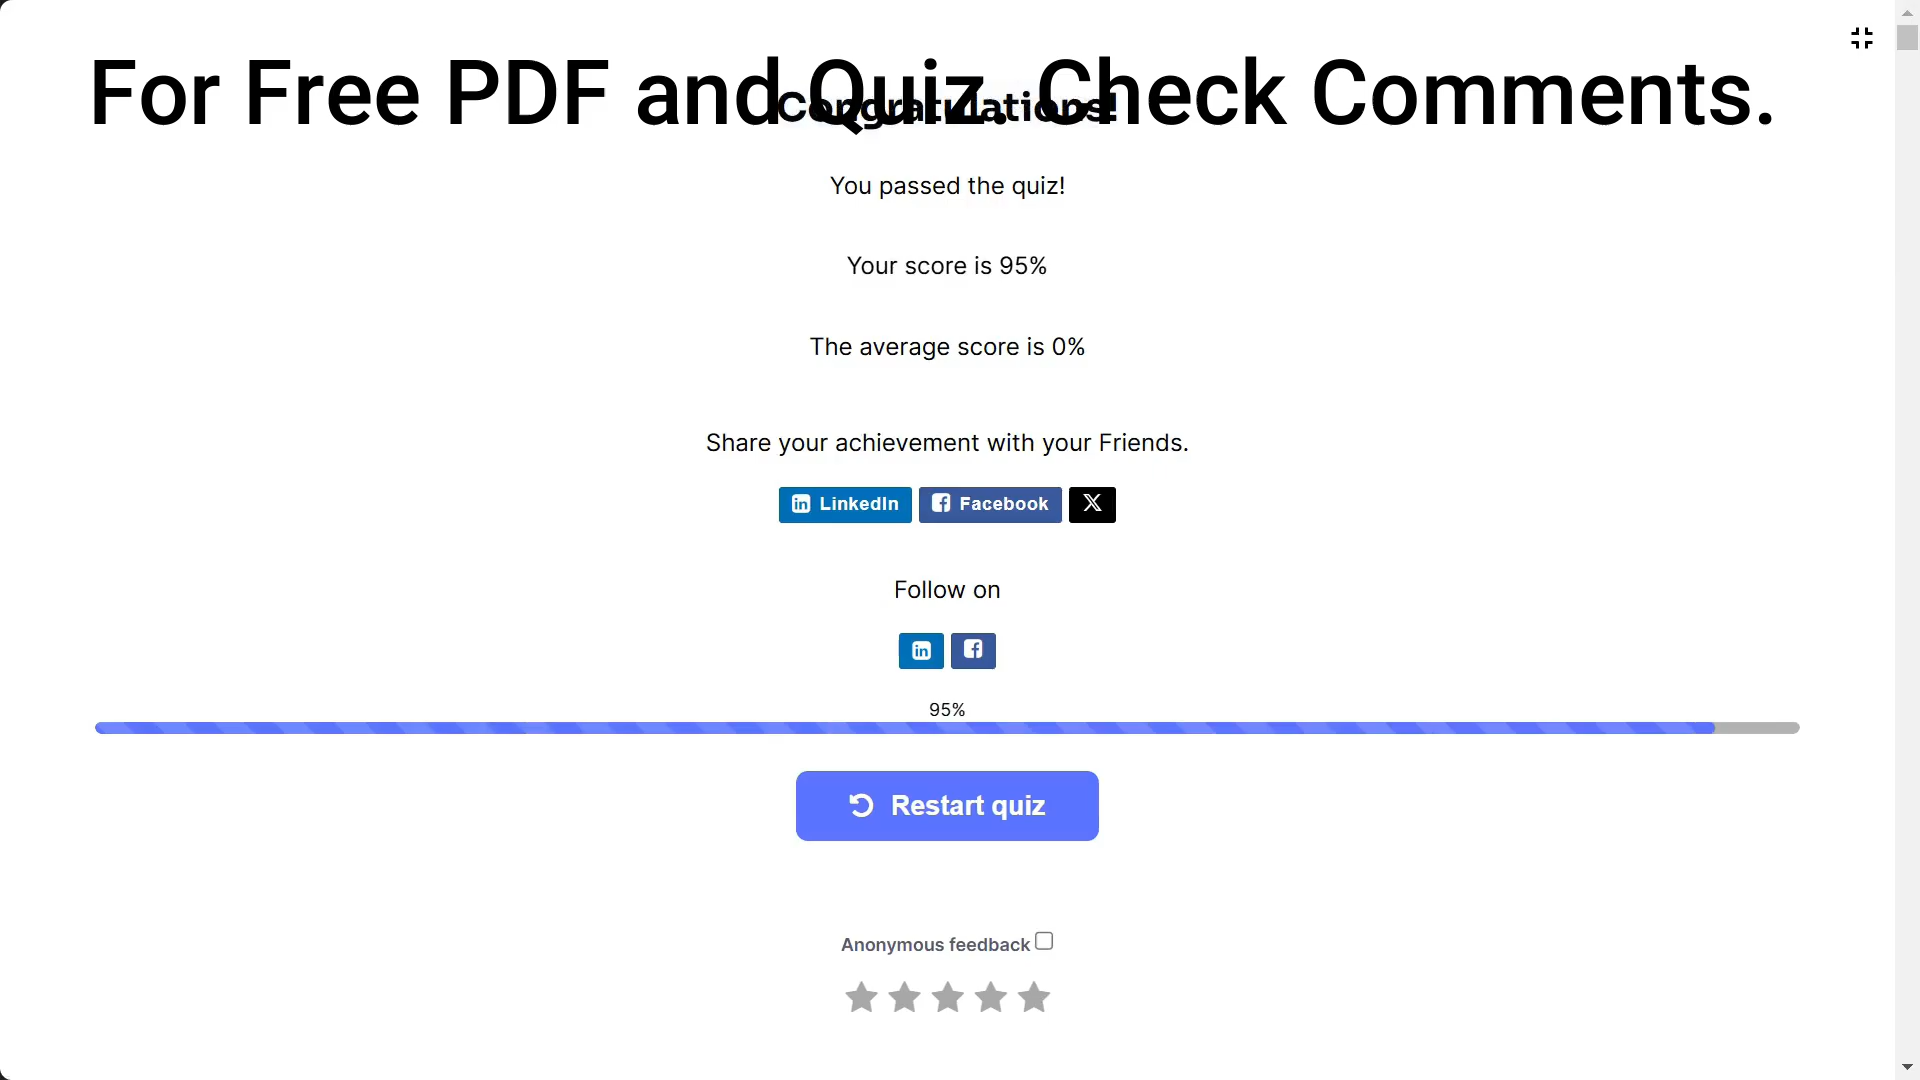 For Free PDF and Quiz. Check Comments.
Congratulations!
You passed the quiz!
Your score is 95%
The average score is 0%
Share your achievement with your Friends.
LinkedIn Facebook X
Follow on
95%
Restart quiz
Anonymous feedback